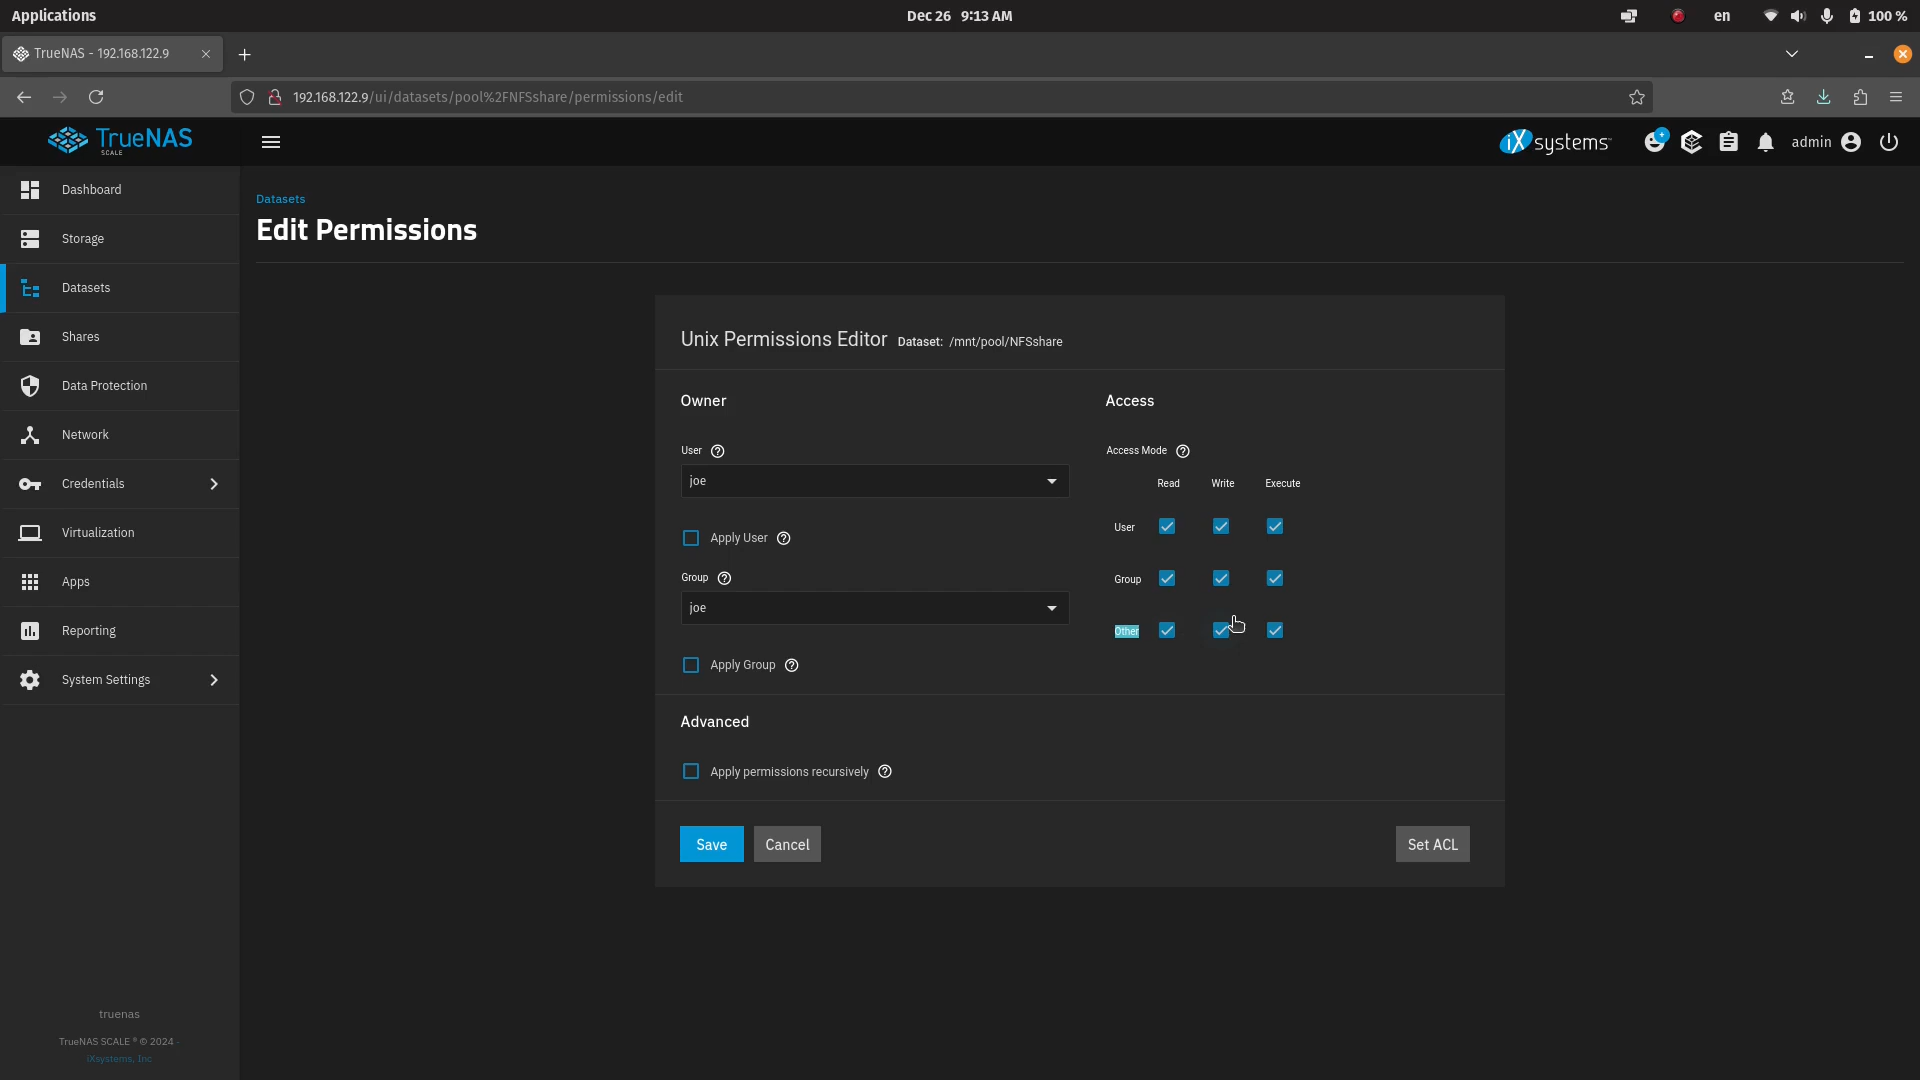 Applications
Dec 26 9:13 AM
en
100 %
TrueNAS - 192.168.122.9
192.168.122.9/ui/datasets/pool%2FNFSshare/permissions/edit
TrueNAS
SCALE
iXsystems
admin
Dashboard
Storage
Datasets
Shares
Data Protection
Network
Credentials
Virtualization
Apps
Reporting
System Settings
truenas
TrueNAS SCALE ® © 2024 -
iXsystems, Inc
Datasets
Edit Permissions
Unix Permissions Editor Dataset: /mnt/pool/NFSshare
Owner
User
joe
Apply User
Group
joe
Apply Group
Access
Access Mode
Read Write Execute
User
Group
Other
Advanced
Apply permissions recursively
Save
Cancel
Set ACL